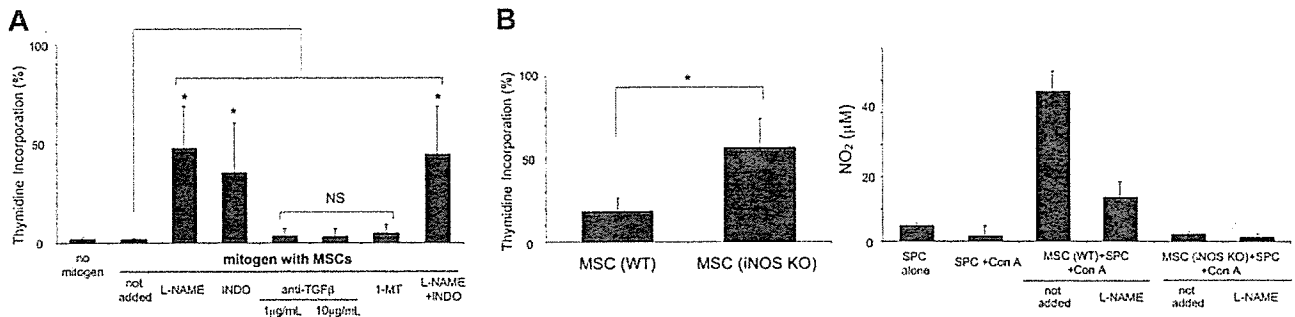 A
Thymidine Incorporation (%)
100
50
0
*
*
*
NS
no mitogen
mitogen with MSCs
not added
L-NAME
INDO
anti-TGFβ
1μg/mL
10μg/mL
1-MT
L-NAME +INDO
B
Thymidine Incorporation (%)
100
50
0
*
MSC (WT)
MSC (iNOS KO)
NO2 (μM)
40
20
0
SPC alone
SPC +Con A
MSC (WT)+SPC +Con A
not added
L-NAME
MSC (iNOS KO)+SPC +Con A
not added
L-NAME